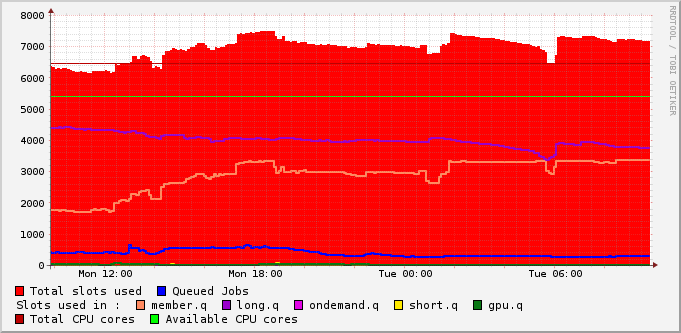 8000
7000
6000
5000
4000
3000
2000
1000
0
Mon 12:00 Mon 18:00 Tue 00:00 Tue 06:00
Total slots used Queued Jobs
Slots used in : member.q long.q ondemand.q short.q gpu.q
Total CPU cores Available CPU cores
RRDTOOL / TOBI OETIKER